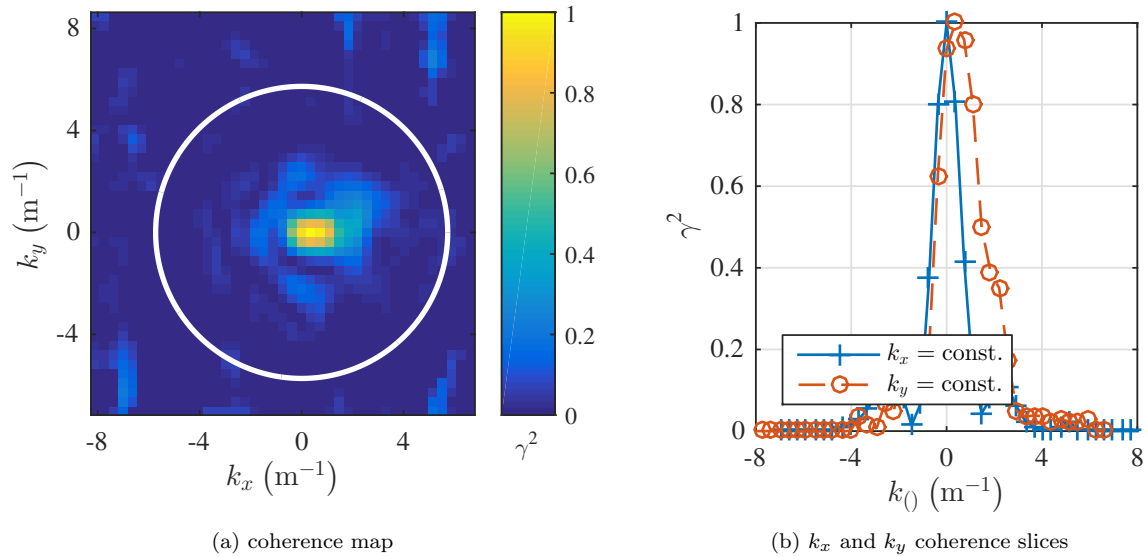 8
4
0
-4
-8
-4
0
4
k_y (m⁻¹)
k_x (m⁻¹)
1
0.8
0.6
0.4
0.2
0
γ²
(a) coherence map
1
0.8
0.6
0.4
0.2
0
γ²
k_x = const.
k_y = const.
-8
-4
0
4
8
k_() (m⁻¹)
(b) k_x and k_y coherence slices